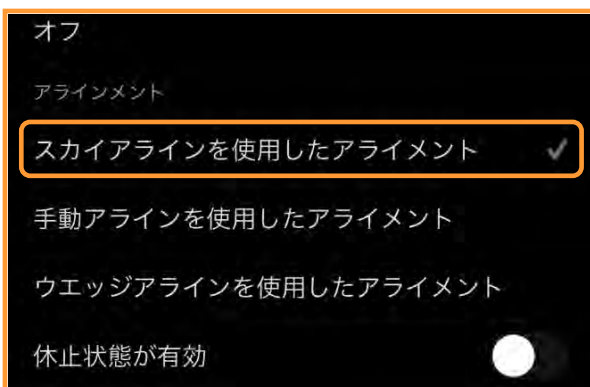 オフ
アラインメント
スカイアラインを使用したアライメント
手動アラインを使用したアライメント
ウエッジアラインを使用したアライメント
休止状態が有効